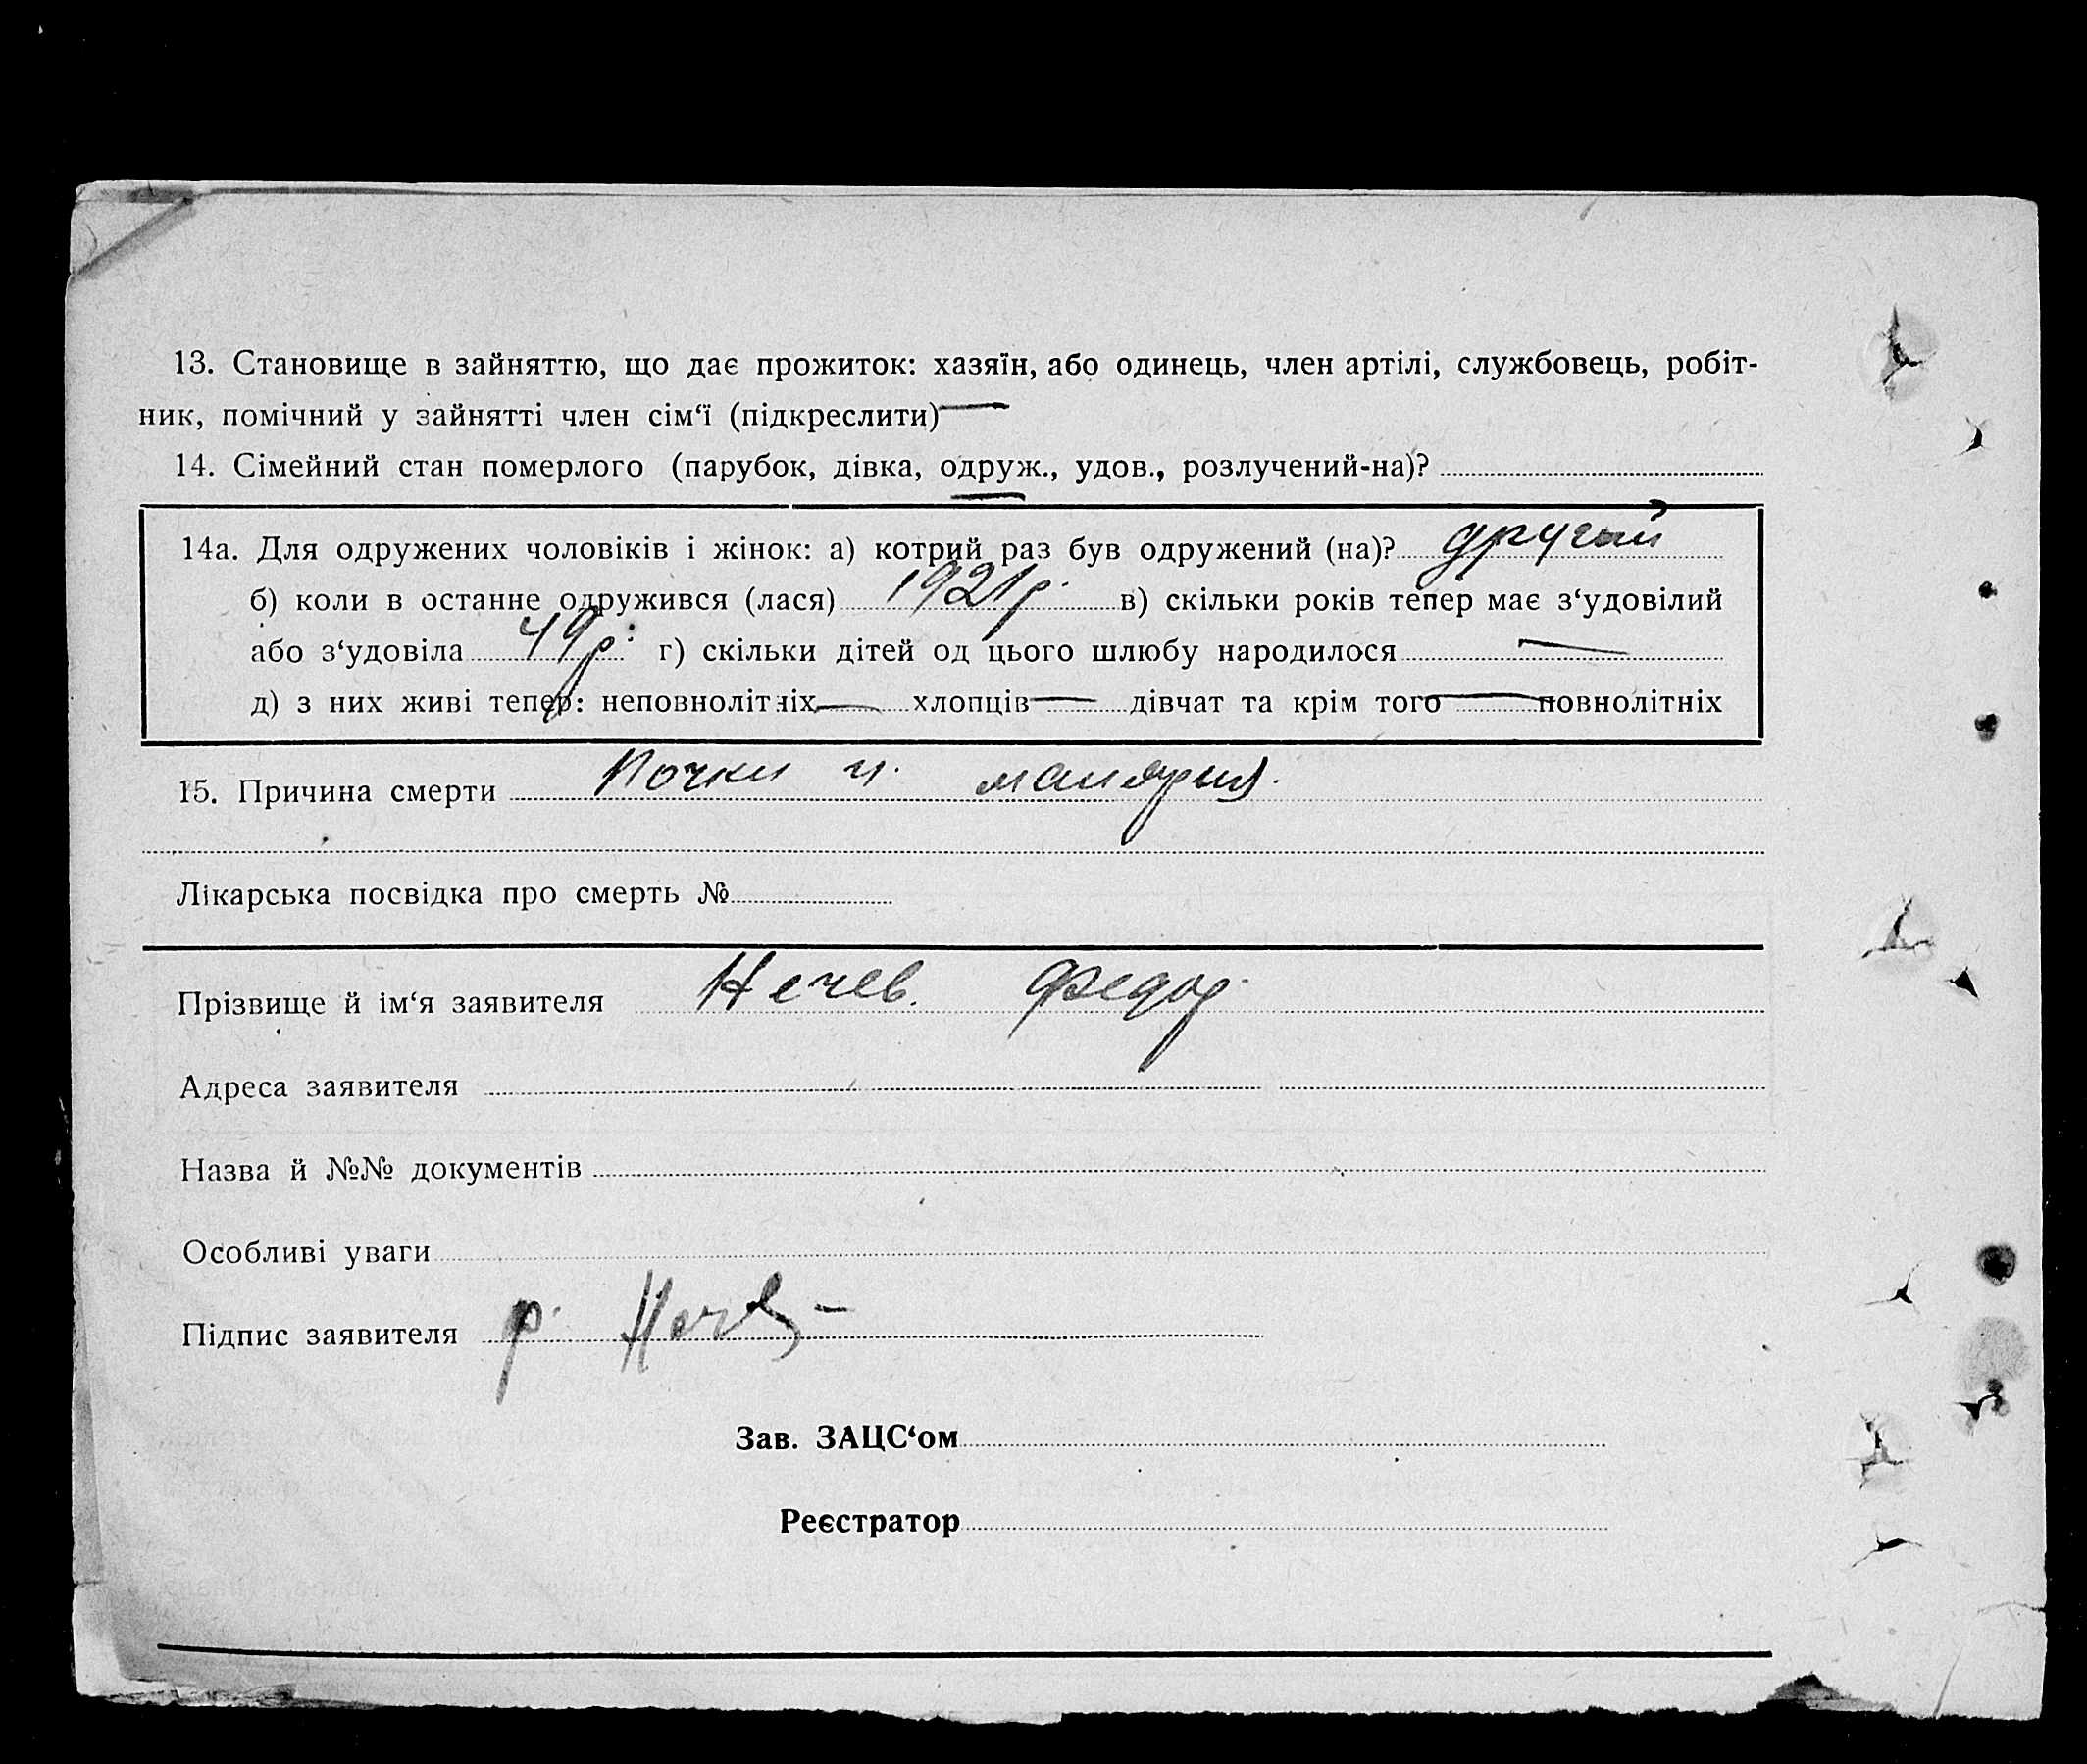 13. Становище в зайняттю, що дає прожиток: хазяїн, або одинець, член артілі, службовець, робіт-
ник, помічний у зайнятті член сім‘ї (підкреслити) —
14. Сімейний стан померлого (парубок, дівка, одруж., удов., розлучений-на)?
14а. Для одружених чоловіків і жінок: а) котрий раз був одружений (на)? другий
б) коли в останне одружився (лася) 1921 р. в) скільки років тепер має з‘удовілий
або з‘удовіла 49 р. г) скільки дітей од цього шлюбу народилося —
д) з них живі тепер: неповнолітніх — хлопців — дівчат та крім того — повнолітніх
15. Причина смерти Почки и. малярия.
Лікарська посвідка про смерть №
Прізвище й ім‘я заявителя Нечев. Федор.
Адреса заявителя
Назва й №№ документів
Особливі уваги
Підпис заявителя р. Неч
Зав. ЗАЦС‘ом
Реєстратор